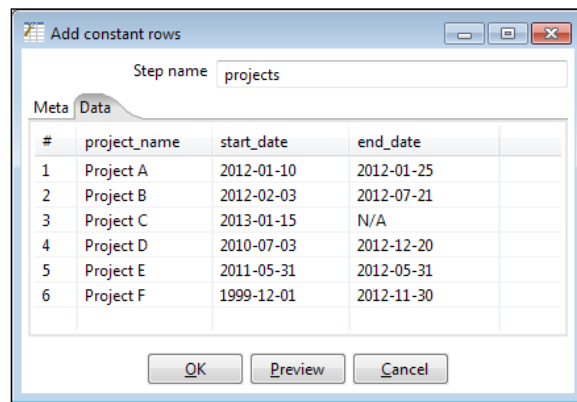 Add constant rows
Step name projects
Meta Data
# project_name start_date end_date
1 Project A 2012-01-10 2012-01-25
2 Project B 2012-02-03 2012-07-21
3 Project C 2013-01-15 N/A
4 Project D 2010-07-03 2012-12-20
5 Project E 2011-05-31 2012-05-31
6 Project F 1999-12-01 2012-11-30
OK Preview Cancel